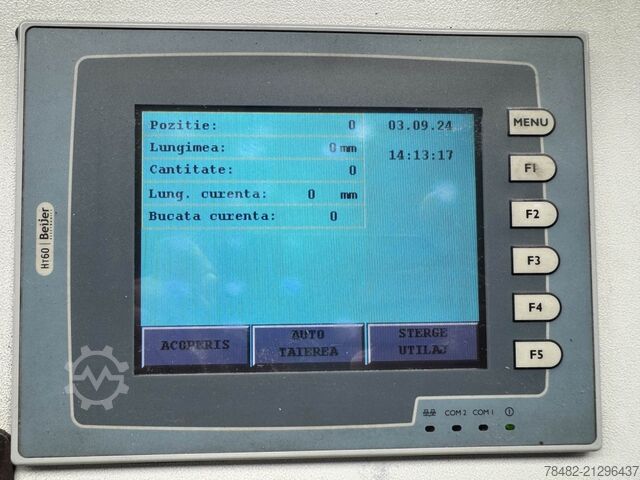 Pozitie: 0 03.09.24
Lungimea: 0 mm
14:13:17
Cantitate: 0
Lung. curenta: 0 mm
Bucata curenta: 0
ACOPERIS
AUTO
TAIEREA
STERGE
UTILAJ
MENU
F1
F2
F3
F4
F5
HT60 | Beijer
COM 2 COM 1
78482-21296437